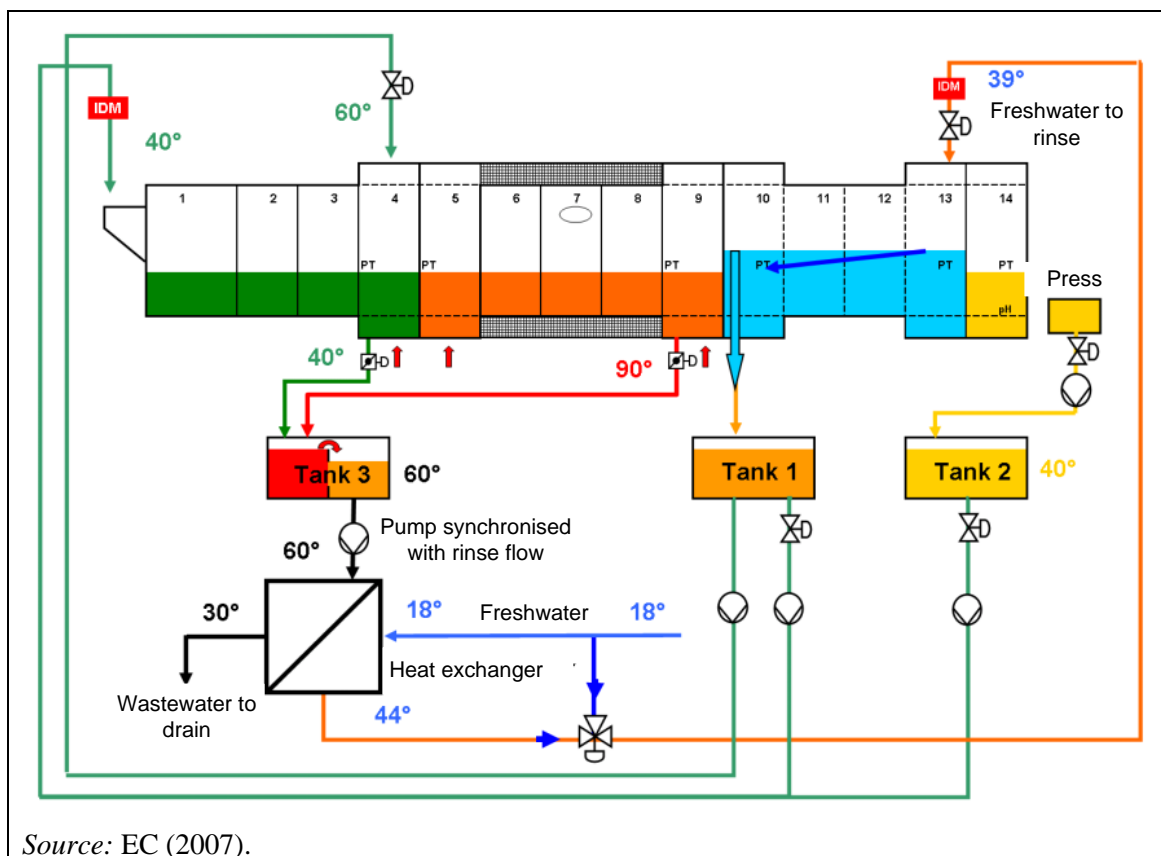 IDM
40°
60°
IDM
39°
Freshwater to
rinse
1
2
3
4
5
6
7
8
9
10
11
12
13
14
PT
PT
PT
PT
PT
PT
pH
Press
40°
90°
Tank 3
60°
Tank 1
Tank 2
40°
Pump synchronised
with rinse flow
60°
30°
18°
Freshwater
18°
Heat exchanger
Wastewater to
drain
44°
Source: EC (2007).